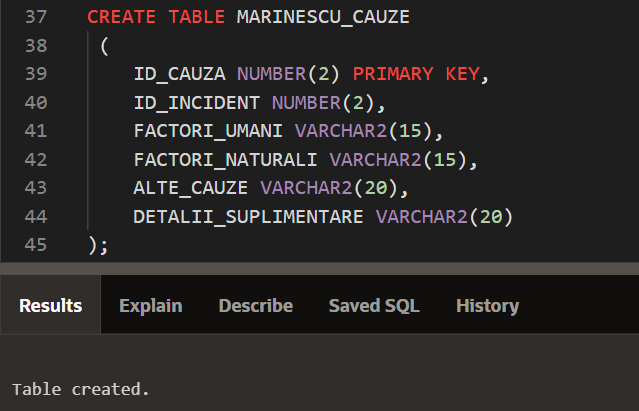 37 CREATE TABLE MARINESCU_CAUZE
38 (
39 ID_CAUZA NUMBER(2) PRIMARY KEY,
40 ID_INCIDENT NUMBER(2),
41 FACTORI_UMANI VARCHAR2(15),
42 FACTORI_NATURALI VARCHAR2(15),
43 ALTE_CAUZE VARCHAR2(20),
44 DETALII_SUPLIMENTARE VARCHAR2(20)
45 );
Results Explain Describe Saved SQL History
Table created.